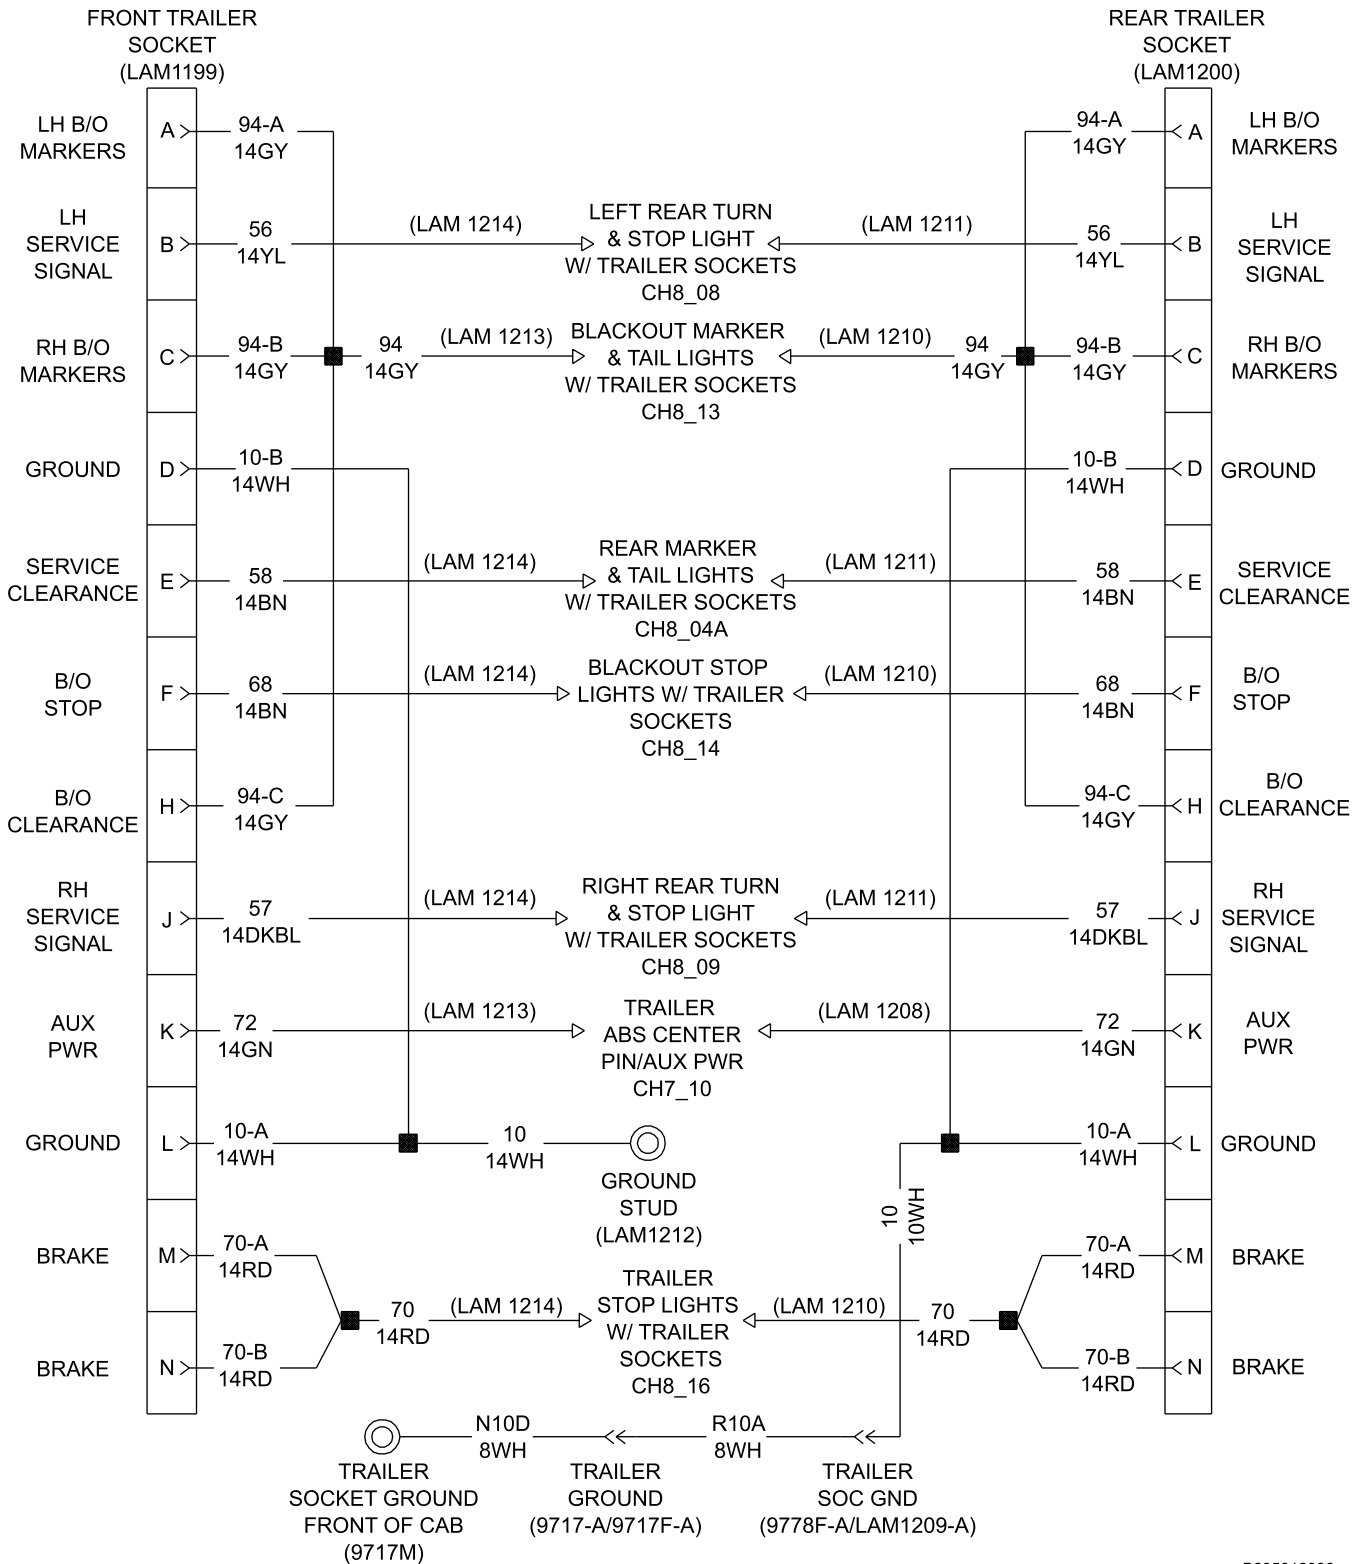 FRONT TRAILER
SOCKET
(LAM1199)
REAR TRAILER
SOCKET
(LAM1200)
LH B/O
MARKERS
A
94-A
14GY
94-A
14GY
A
LH B/O
MARKERS
LH
SERVICE
SIGNAL
B
56
14YL
(LAM 1214)
LEFT REAR TURN
& STOP LIGHT
W/ TRAILER SOCKETS
CH8_08
(LAM 1211)
56
14YL
B
LH
SERVICE
SIGNAL
RH B/O
MARKERS
C
94-B
14GY
94
14GY
(LAM 1213)
BLACKOUT MARKER
& TAIL LIGHTS
W/ TRAILER SOCKETS
CH8_13
(LAM 1210)
94
14GY
94-B
14GY
C
RH B/O
MARKERS
GROUND
D
10-B
14WH
10-B
14WH
D
GROUND
SERVICE
CLEARANCE
E
58
14BN
(LAM 1214)
REAR MARKER
& TAIL LIGHTS
W/ TRAILER SOCKETS
CH8_04A
(LAM 1211)
58
14BN
E
SERVICE
CLEARANCE
B/O
STOP
F
68
14BN
(LAM 1214)
BLACKOUT STOP
LIGHTS W/ TRAILER
SOCKETS
CH8_14
(LAM 1210)
68
14BN
F
B/O
STOP
B/O
CLEARANCE
H
94-C
14GY
94-C
14GY
H
B/O
CLEARANCE
RH
SERVICE
SIGNAL
J
57
14DKBL
(LAM 1214)
RIGHT REAR TURN
& STOP LIGHT
W/ TRAILER SOCKETS
CH8_09
(LAM 1211)
57
14DKBL
J
RH
SERVICE
SIGNAL
AUX
PWR
K
72
14GN
(LAM 1213)
TRAILER
ABS CENTER
PIN/AUX PWR
CH7_10
(LAM 1208)
72
14GN
K
AUX
PWR
GROUND
L
10-A
14WH
10
14WH
GROUND
STUD
(LAM1212)
10
10WH
10-A
14WH
L
GROUND
BRAKE
M
70-A
14RD
70-A
14RD
M
BRAKE
70
14RD
(LAM 1214)
TRAILER
STOP LIGHTS
W/ TRAILER
SOCKETS
CH8_16
(LAM 1210)
70
14RD
BRAKE
N
70-B
14RD
70-B
14RD
N
BRAKE
N10D
8WH
R10A
8WH
TRAILER
SOCKET GROUND
FRONT OF CAB
(9717M)
TRAILER
GROUND
(9717-A/9717F-A)
TRAILER
SOC GND
(9778F-A/LAM1209-A)